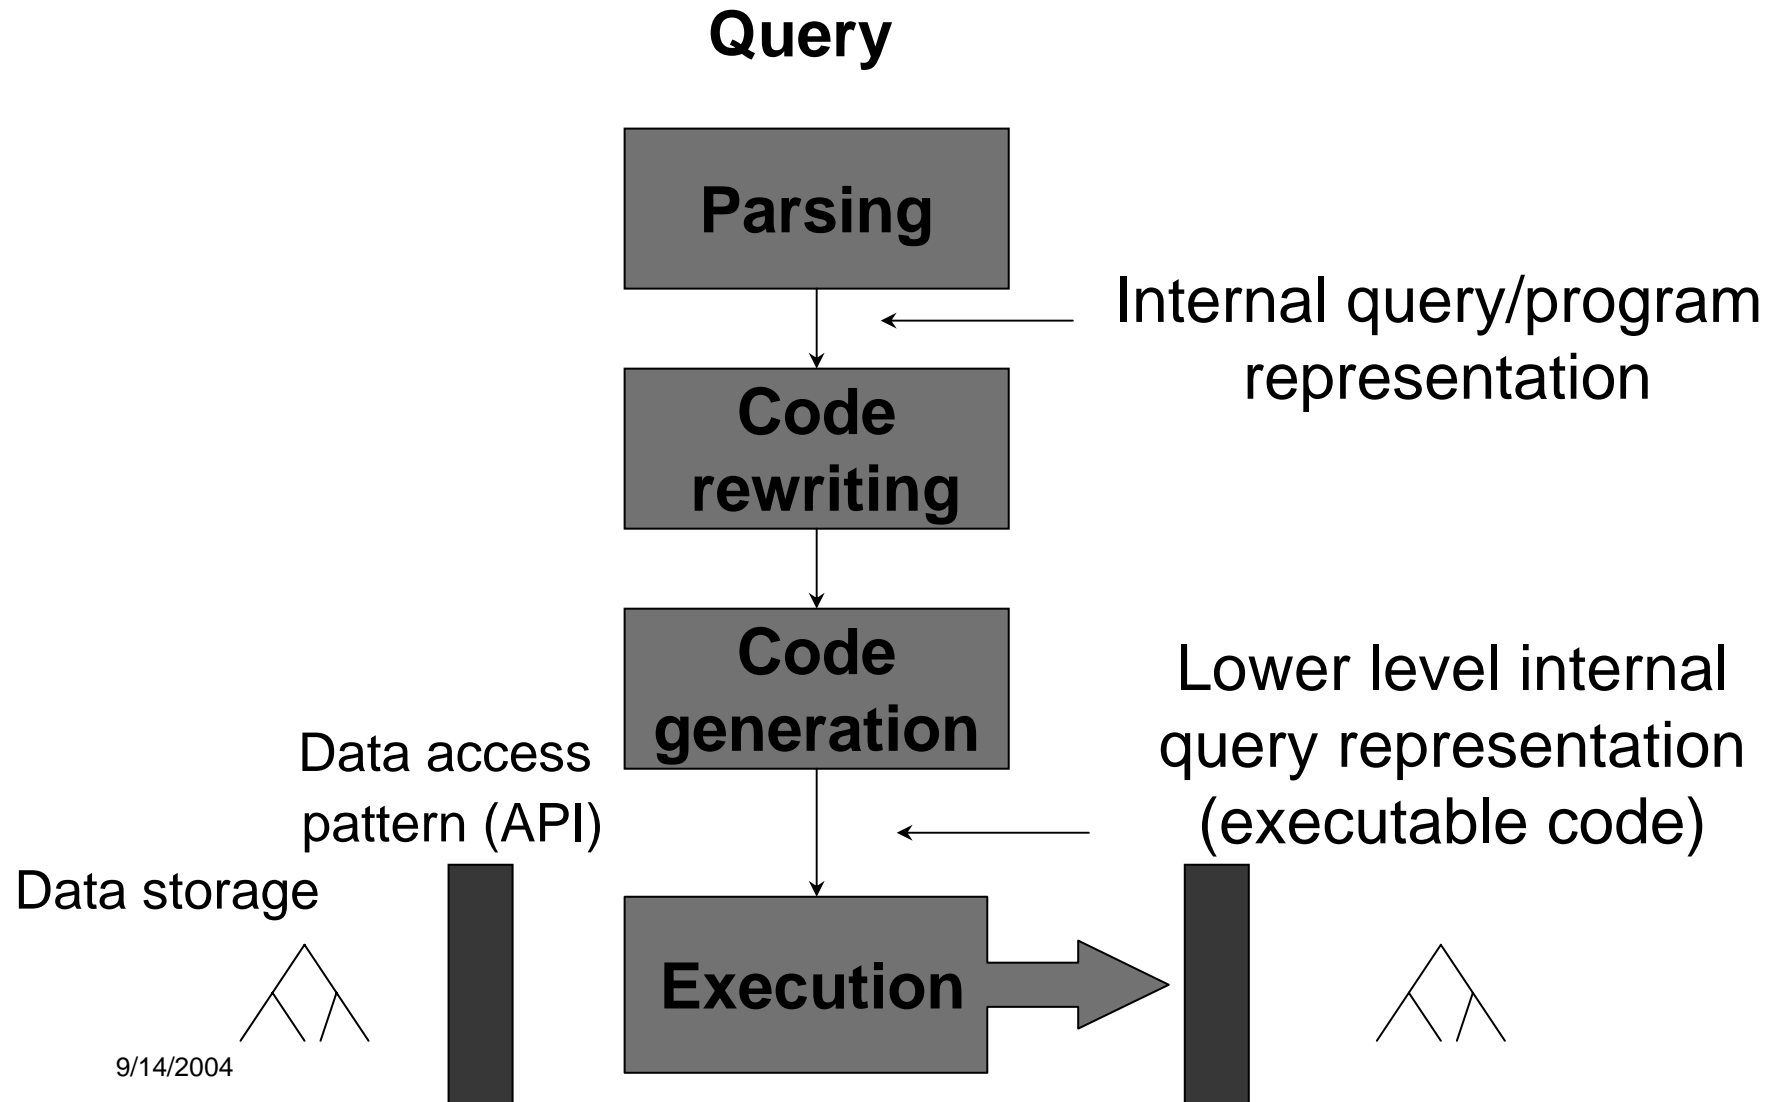 Query
Parsing
Internal query/program
representation
Code
rewriting
Code
generation
Lower level internal
query representation
(executable code)
Data access
pattern (API)
Data storage
Execution
9/14/2004